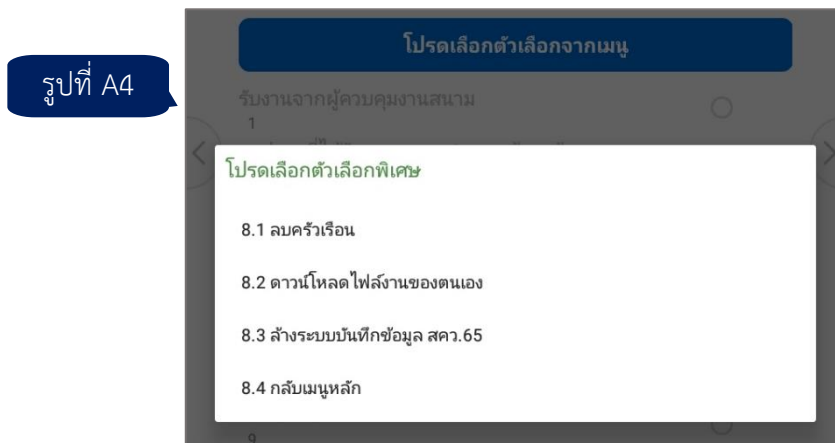 รูปที่ A4
โปรดเลือกตัวเลือกจากเมนู
รับงานจากผู้ควบคุมงานสนาม
1
โปรดเลือกตัวเลือกพิเศษ
8.1 ลบครัวเรือน
8.2 ดาวน์โหลดไฟล์งานของตนเอง
8.3 ล้างระบบบันทึกข้อมูล สคว.65
8.4 กลับเมนูหลัก
9